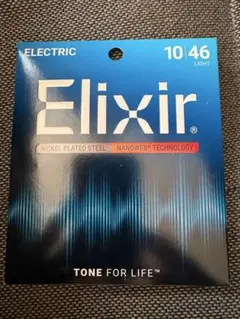 ELECTRIC 10|46
LIGHT
Elixir®
NICKEL PLATED STEEL NANOWEB® TECHNOLOGY
TONE FOR LIFE™